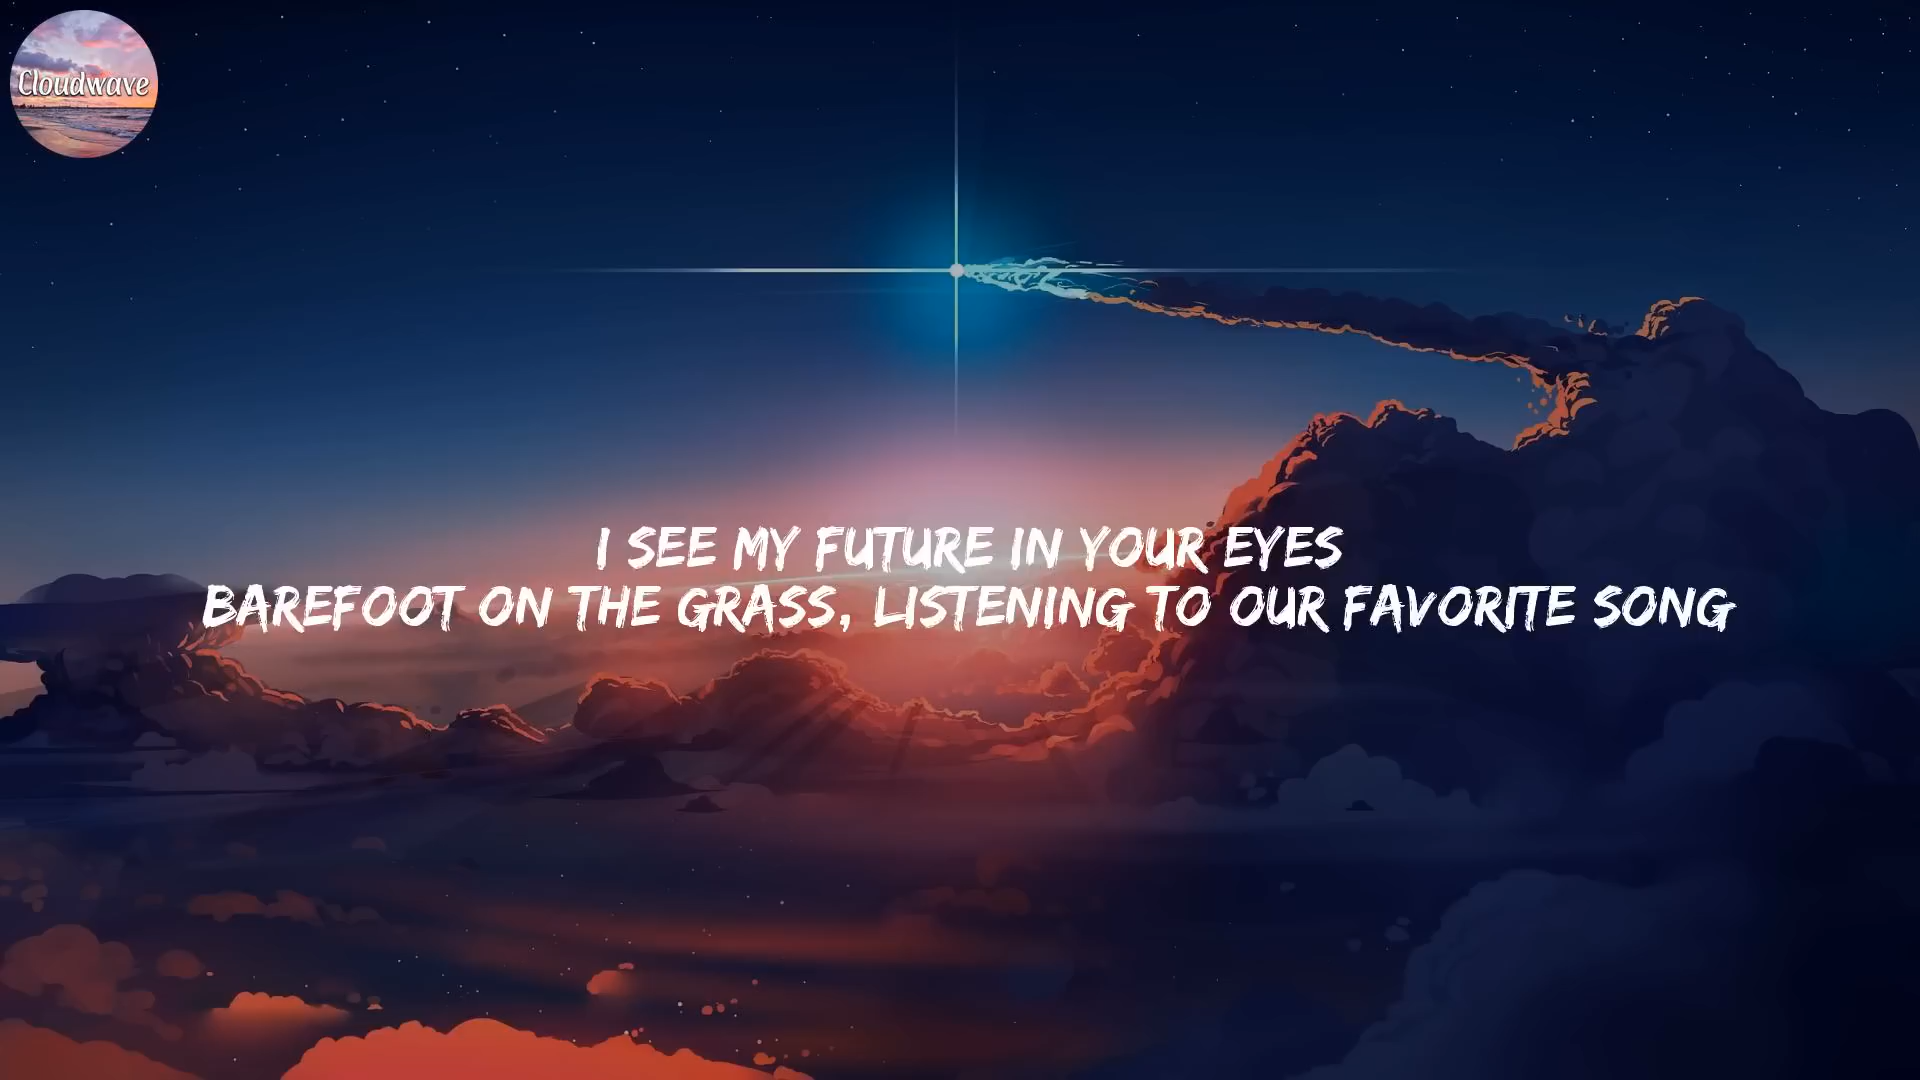 Cloudwave
I SEE MY FUTURE IN YOUR EYES
BAREFOOT ON THE GRASS, LISTENING TO OUR FAVORITE SONG